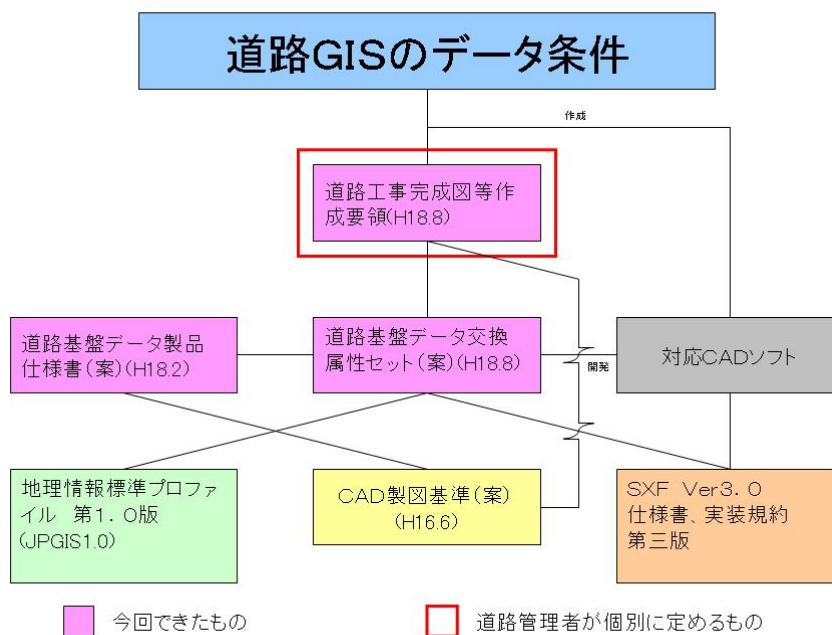 道路GISのデータ条件
作成
道路工事完成図等作
成要領(H18.8)
道路基盤データ製品
仕様書(案)(H18.2)
道路基盤データ交換
属性セット(案)(H18.8)
開発
対応CADソフト
地理情報標準プロファ
イル 第1.0版
(JPGIS1.0)
CAD製図基準(案)
(H16.6)
SXF Ver3.0
仕様書、実装規約
第三版
今回できたもの
道路管理者が個別に定めるもの